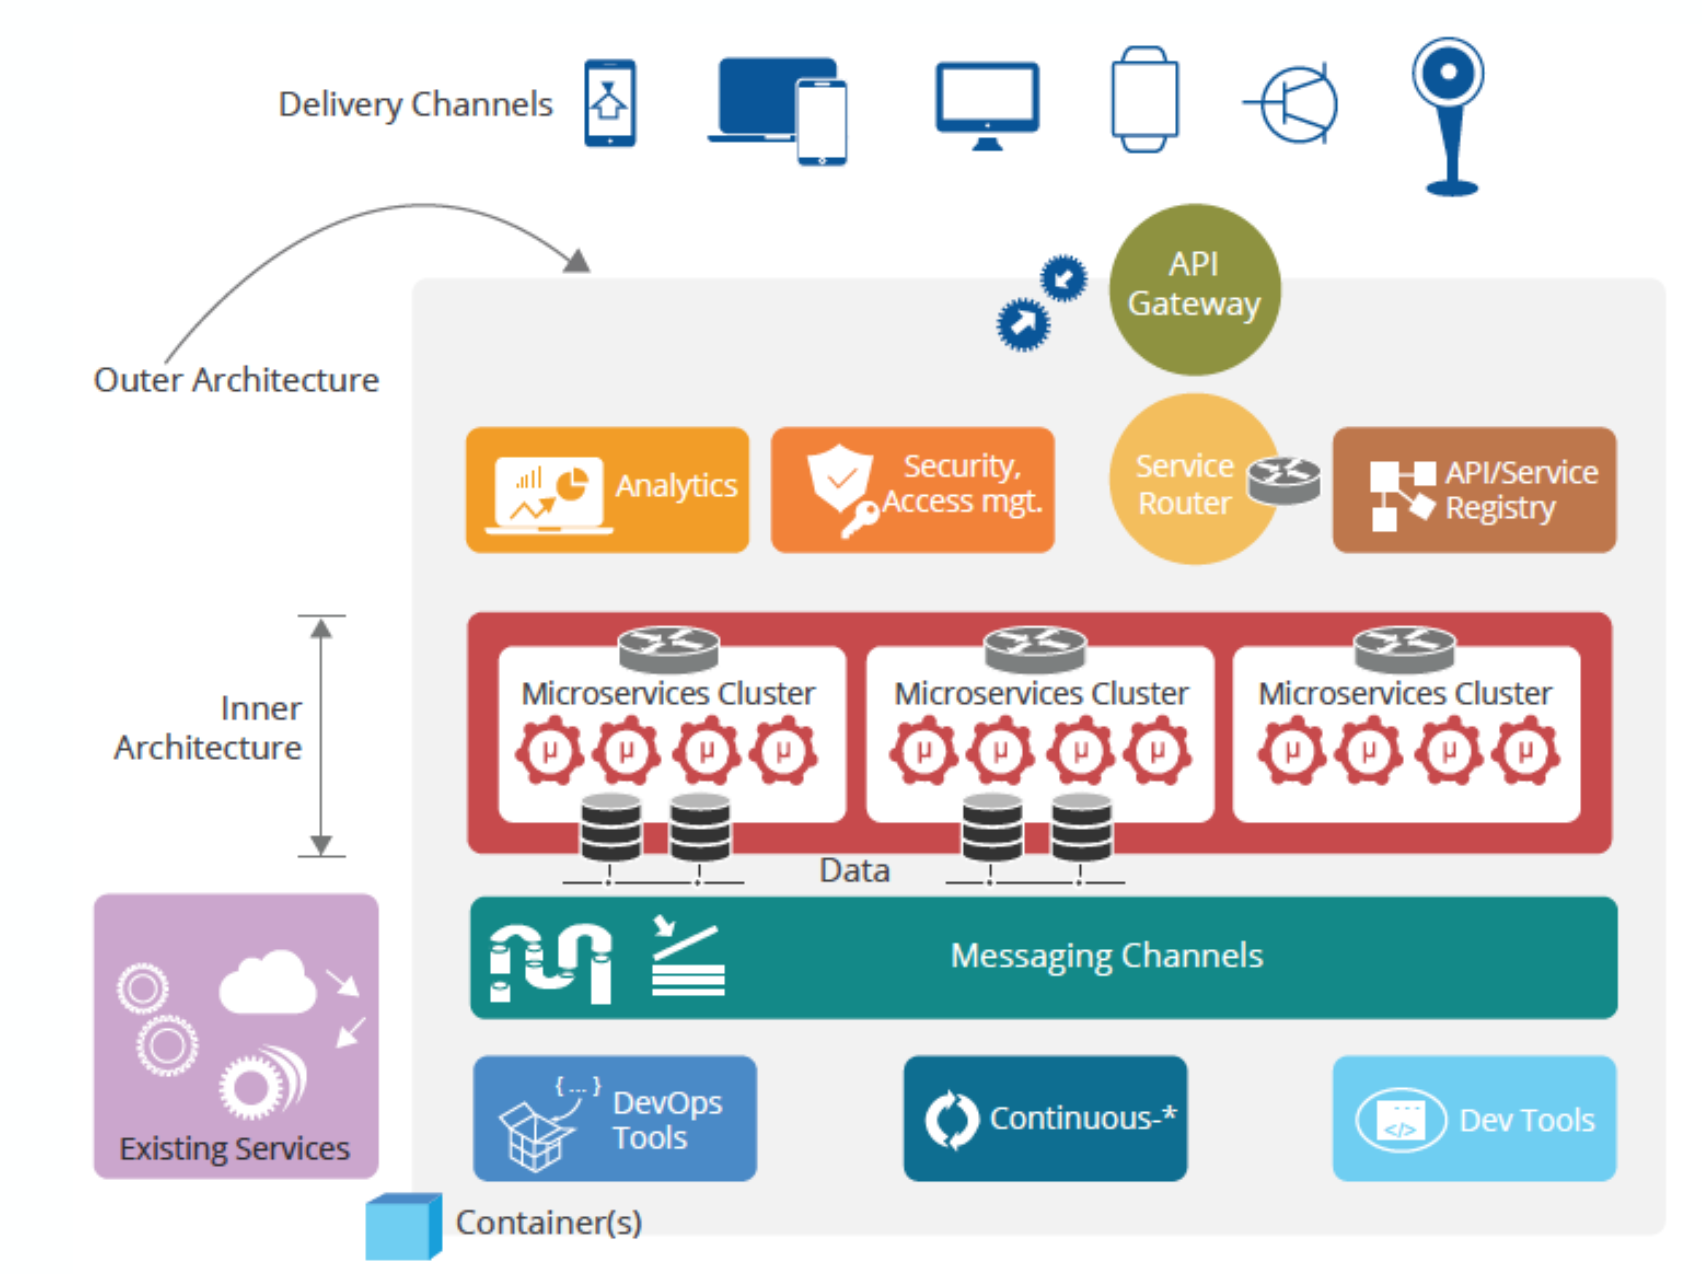 Delivery Channels
API
Gateway
Outer Architecture
Analytics
Security,
Access mgt.
Service
Router
API/Service
Registry
Inner
Architecture
Microservices Cluster
μ μ μ μ
Microservices Cluster
μ μ μ μ
Microservices Cluster
μ μ μ μ
Data
Messaging Channels
Existing Services
{ ... }
DevOps
Tools
Continuous-*
</>
Dev Tools
Container(s)